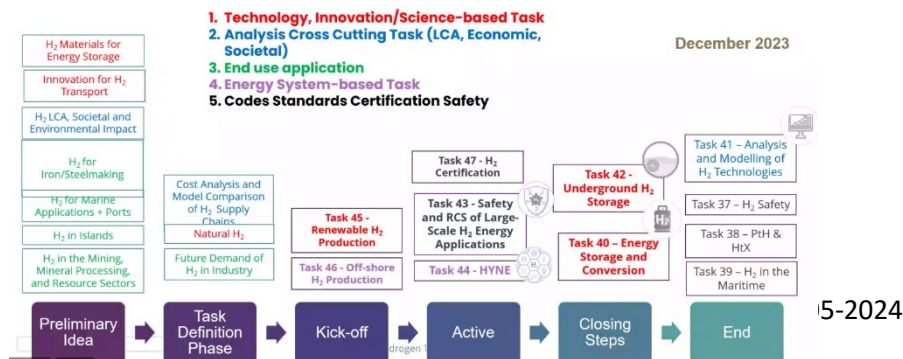 1. Technology, Innovation/Science-based Task
2. Analysis Cross Cutting Task (LCA, Economic,
Societal)
3. End use application
4. Energy System-based Task
5. Codes Standards Certification Safety
December 2023
H2 Materials for
Energy Storage
Innovation for H2
Transport
H2 LCA, Societal and
Environmental Impact
H2 for
Iron/Steelmaking
H2 for Marine
Applications + Ports
H2 in Islands
H2 in the Mining,
Mineral Processing,
and Resource Sectors
Cost Analysis and
Model Comparison
of H2 Supply
Chains
Natural H2
Future Demand of
H2 in Industry
Task 45 -
Renewable H2
Production
Task 46 - Off-shore
H2 Production
Task 47 - H2
Certification
Task 43 - Safety
and RCS of Large-
Scale H2 Energy
Applications
Task 44 - HYNE
Task 42 -
Underground H2
Storage
H2
Task 40 – Energy
Storage and
Conversion
Task 41 – Analysis
and Modelling of
H2 Technologies
Task 37 – H2 Safety
Task 38 – PtH &
HtX
Task 39 – H2 in the
Maritime
Preliminary
Idea
Task
Definition
Phase
Kick-off
Active
Closing
Steps
End
05-2024